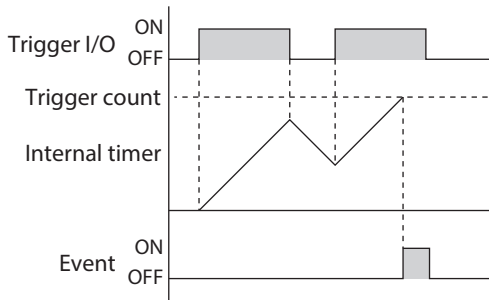 ON
Trigger I/O
OFF
Trigger count
Internal timer
ON
Event
OFF